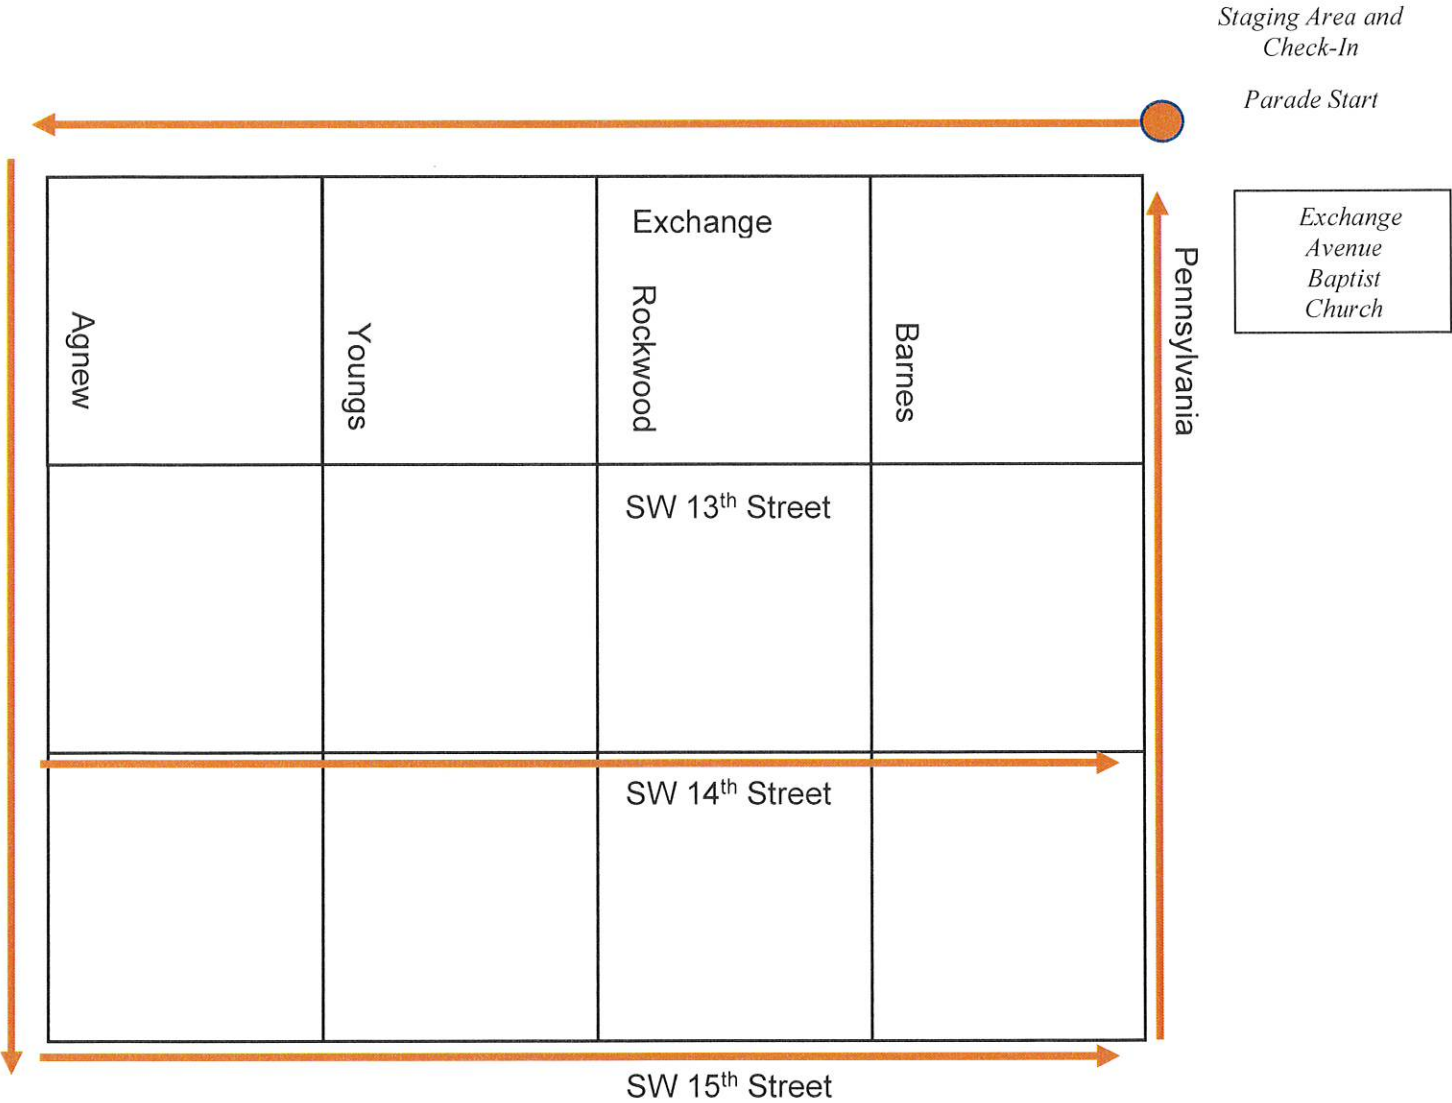 Staging Area and
Check-In
Parade Start
Exchange
Avenue
Baptist
Church
Exchange
Agnew
Youngs
Rockwood
Barnes
Pennsylvania
SW 13th Street
SW 14th Street
SW 15th Street